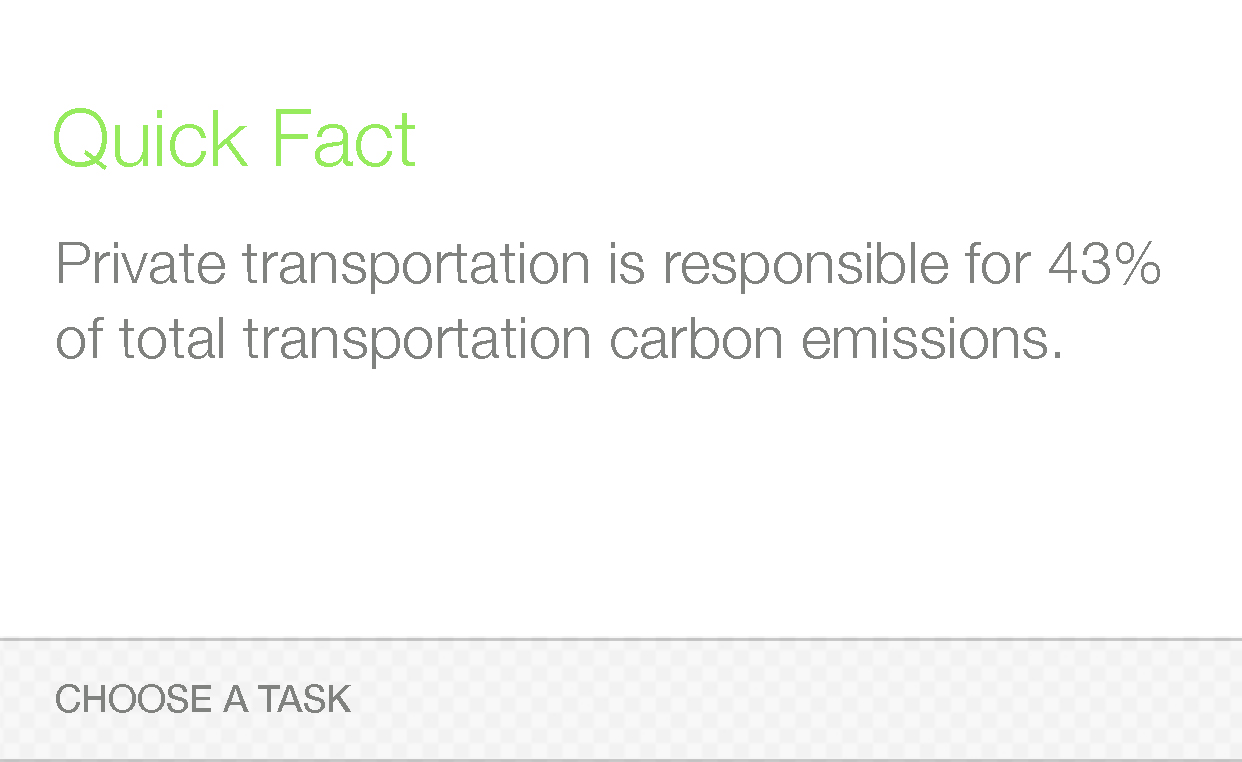 Quick Fact
Private transportation is responsible for 43%
of total transportation carbon emissions.
CHOOSE A TASK